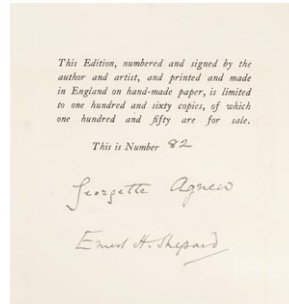 This Edition, numbered and signed by the
author and artist, and printed and made
in England on hand-made paper, is limited
to one hundred and sixty copies, of which
one hundred and fifty are for sale.
This is Number 82
Georgette Agnew
Ernest H. Shepard